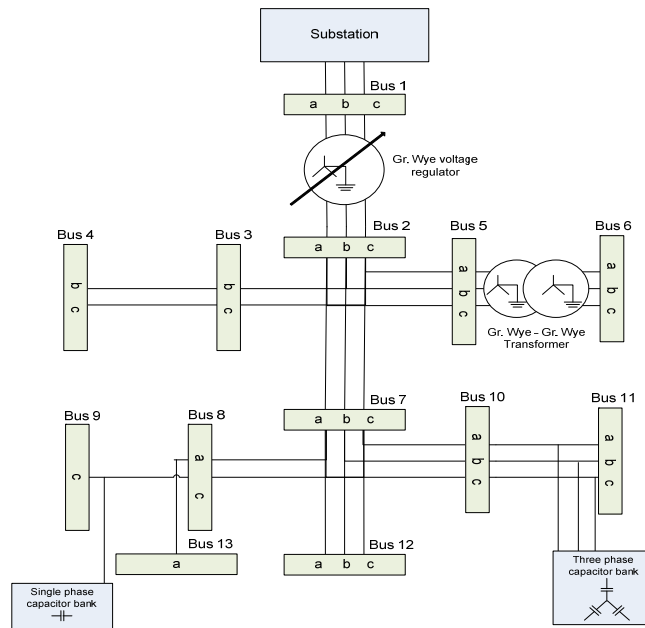 Substation
Bus 1
a b c
Gr. Wye voltage
regulator
Bus 4
Bus 3
Bus 2
Bus 5
Bus 6
b c
b c
a b c
a b c
a b c
Gr. Wye - Gr. Wye
Transformer
Bus 9
Bus 8
Bus 7
Bus 10
Bus 11
c
a c
a b c
a b c
a b c
Bus 13
a
Bus 12
a b c
Single phase
capacitor bank
Three phase
capacitor bank